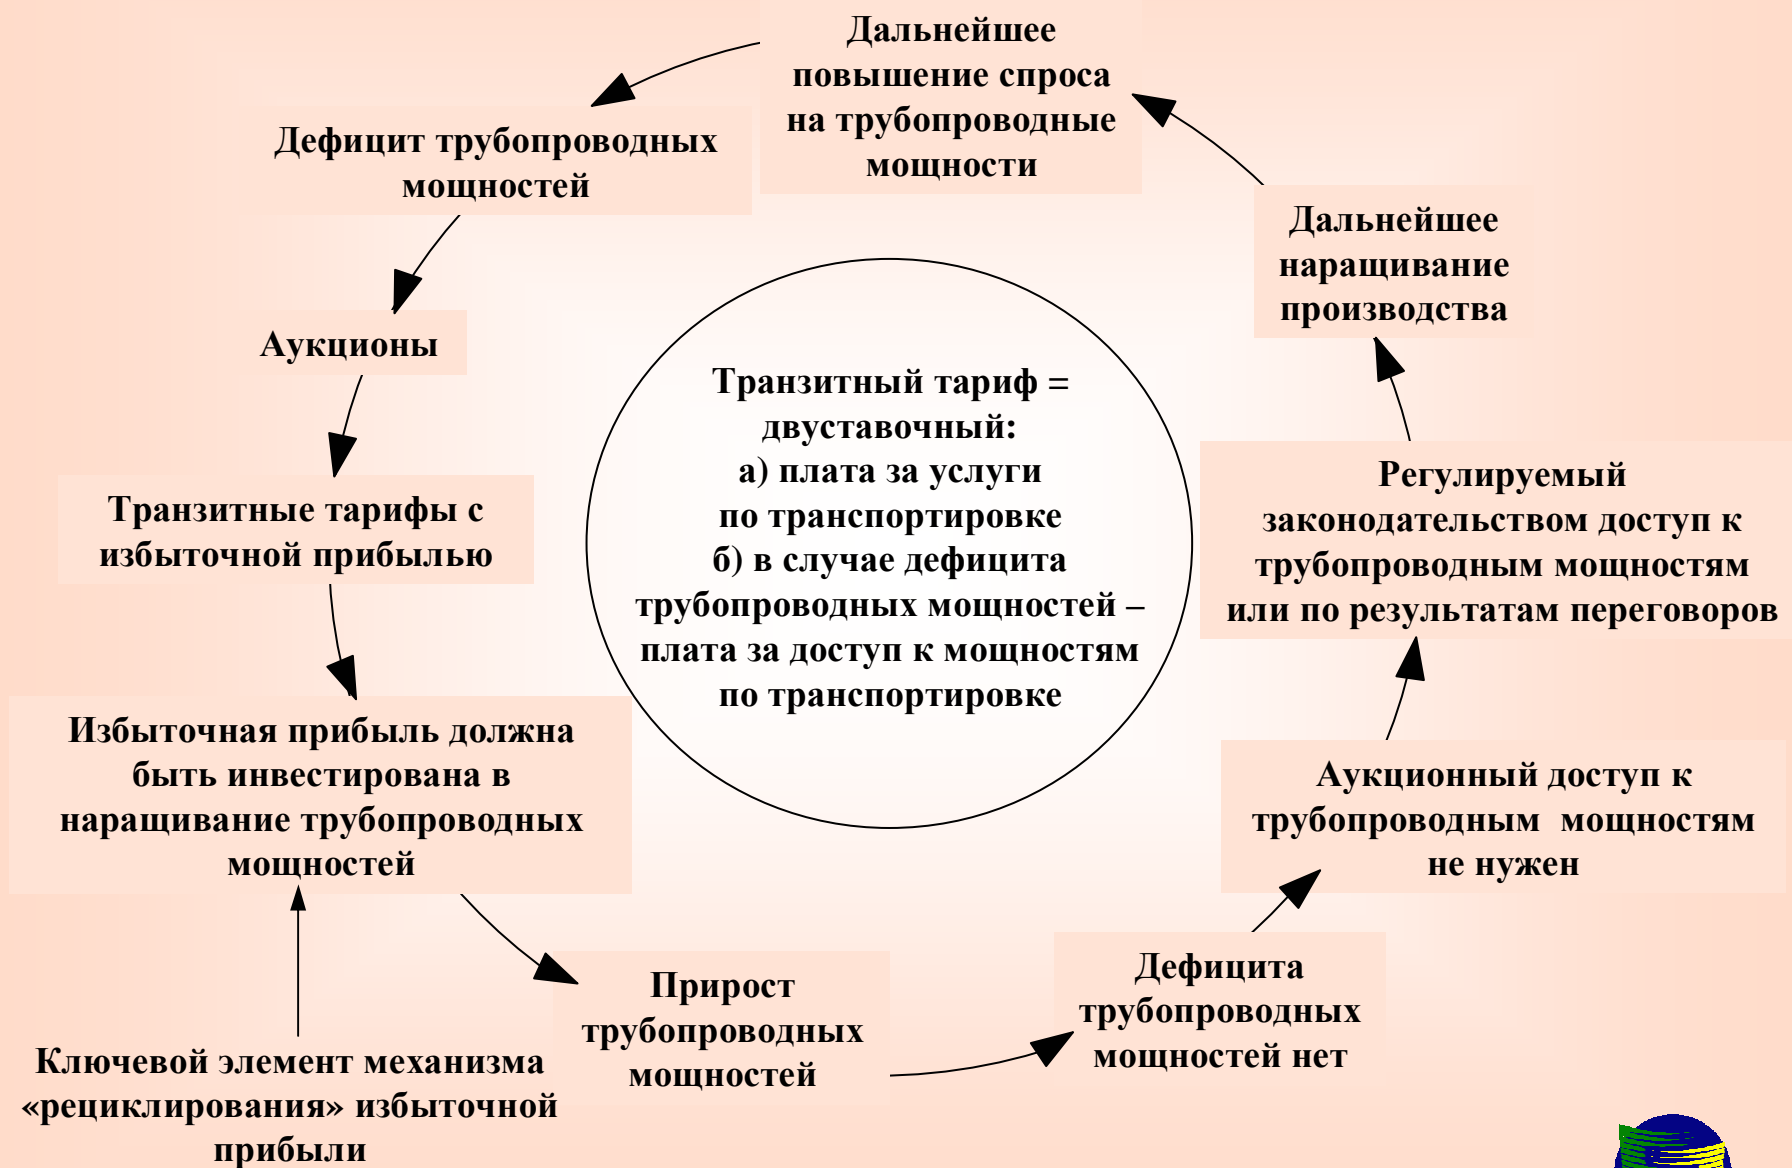 Дальнейшее
повышение спроса
на трубопроводные
мощности
Дефицит трубопроводных
мощностей
Аукционы
Транзитные тарифы с
избыточной прибылью
Избыточная прибыль должна
быть инвестирована в
наращивание трубопроводных
мощностей
Ключевой элемент механизма
«рециклирования» избыточной
прибыли
Прирост
трубопроводных
мощностей
Дефицита
трубопроводных
мощностей нет
Аукционный доступ к
трубопроводным мощностям
не нужен
Регулируемый
законодательством доступ к
трубопроводным мощностям
или по результатам переговоров
Дальнейшее
наращивание
производства
Транзитный тариф =
двуставочный:
а) плата за услуги
по транспортировке
б) в случае дефицита
трубопроводных мощностей –
плата за доступ к мощностям
по транспортировке